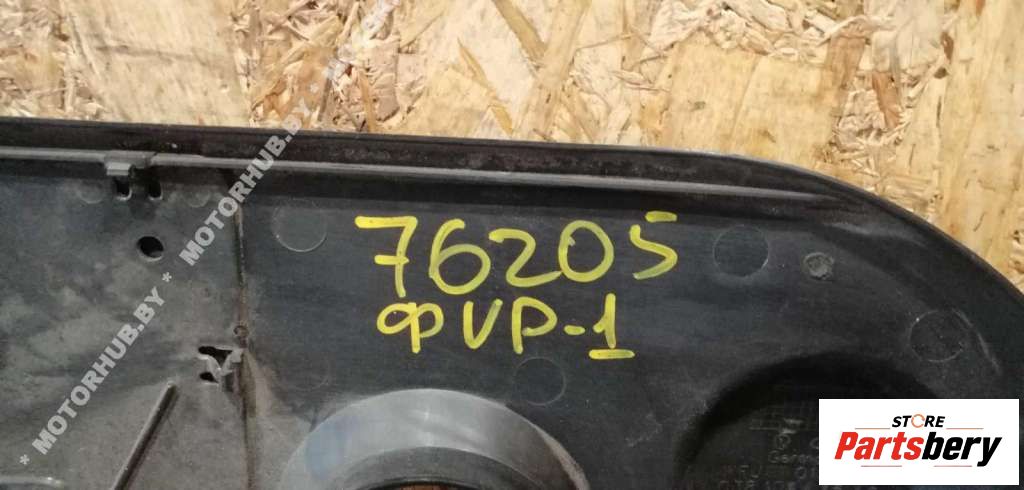 * MOTORHUB.BY * MOTORHUB.BY *
76205
ФVP-1
STORE
Partsbery